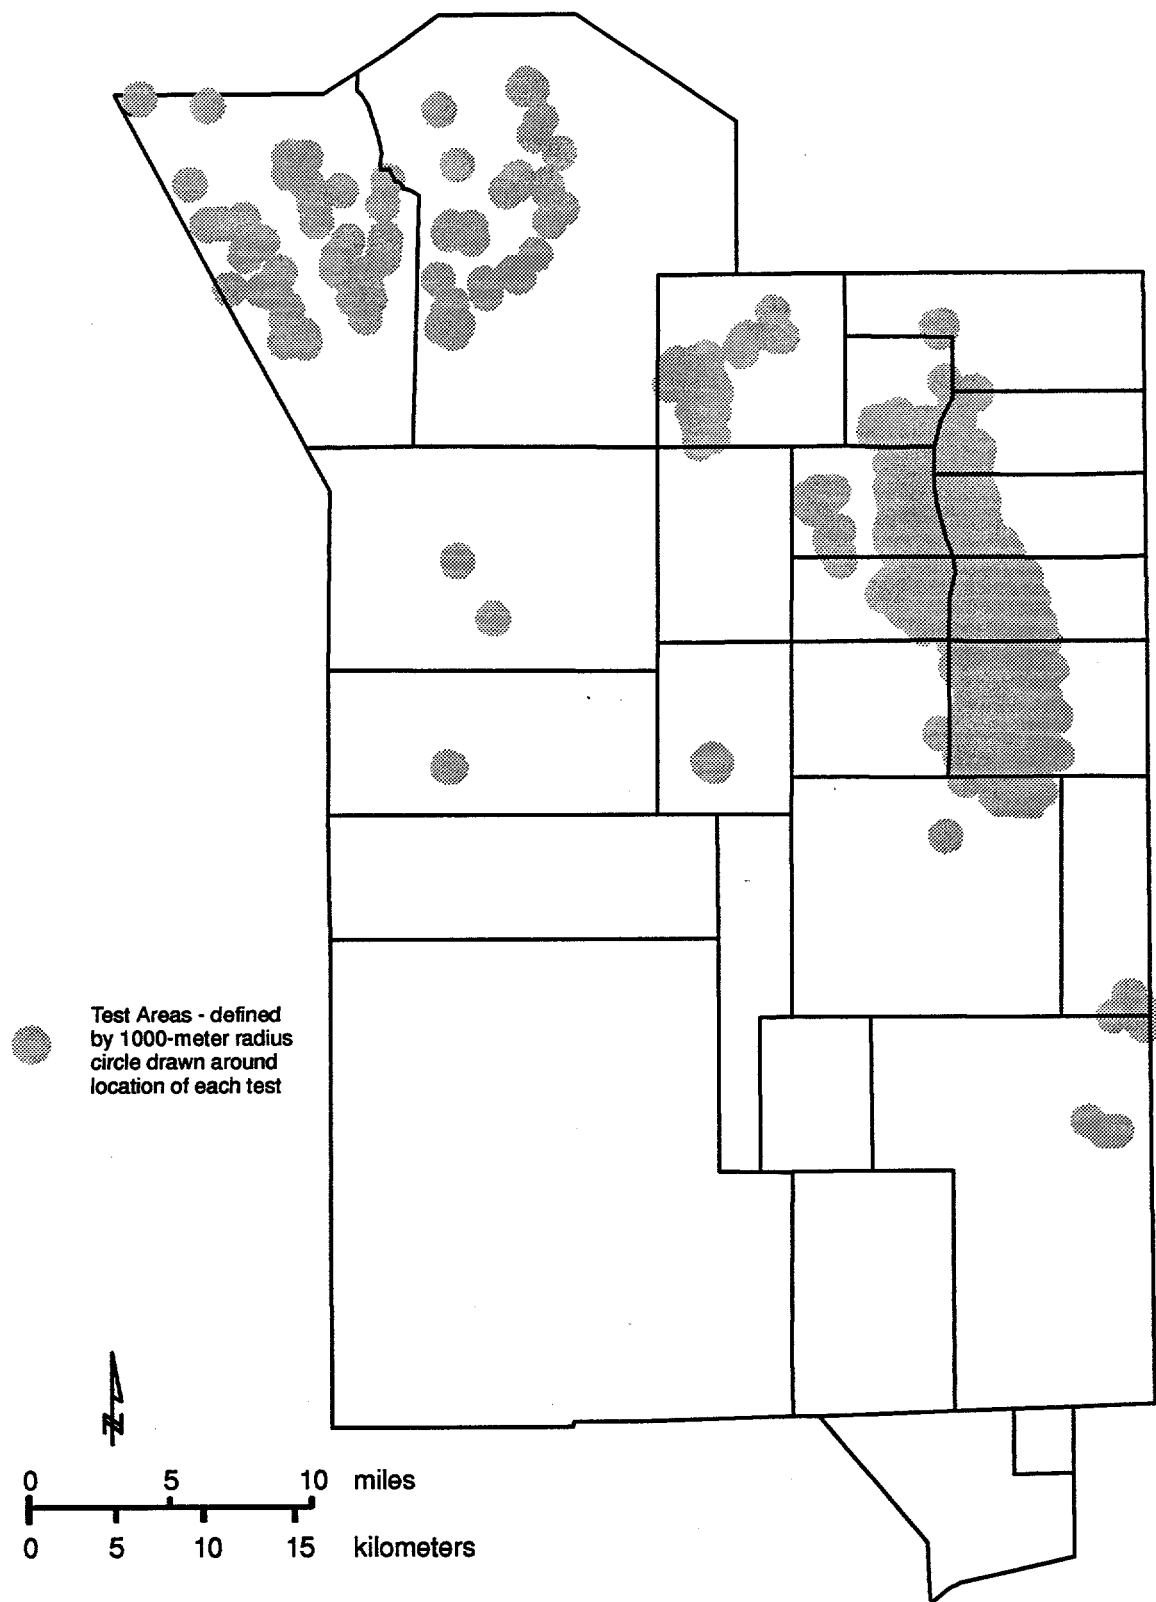 Test Areas - defined
by 1000-meter radius
circle drawn around
location of each test
N
0 5 10 miles
0 5 10 15 kilometers